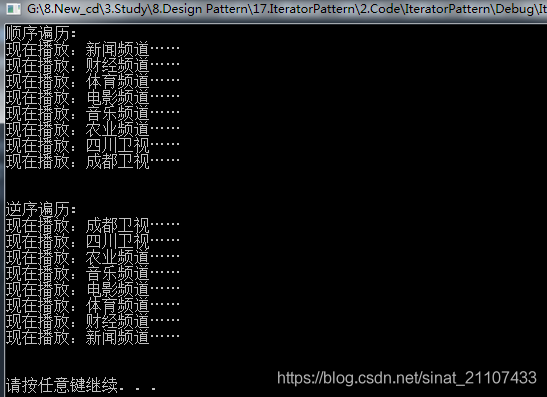 G:\8.New_cd\3.Study\8.Design Pattern\17.IteratorPattern\2.Code\IteratorPattern\Debug\It
顺序遍历：
现在播放：新闻频道……
现在播放：财经频道……
现在播放：体育频道……
现在播放：电影频道……
现在播放：音乐频道……
现在播放：农业频道……
现在播放：四川卫视……
现在播放：成都卫视……
逆序遍历：
现在播放：成都卫视……
现在播放：四川卫视……
现在播放：农业频道……
现在播放：音乐频道……
现在播放：电影频道……
现在播放：体育频道……
现在播放：财经频道……
现在播放：新闻频道……
请按任意键继续. . .
https://blog.csdn.net/sinat_21107433